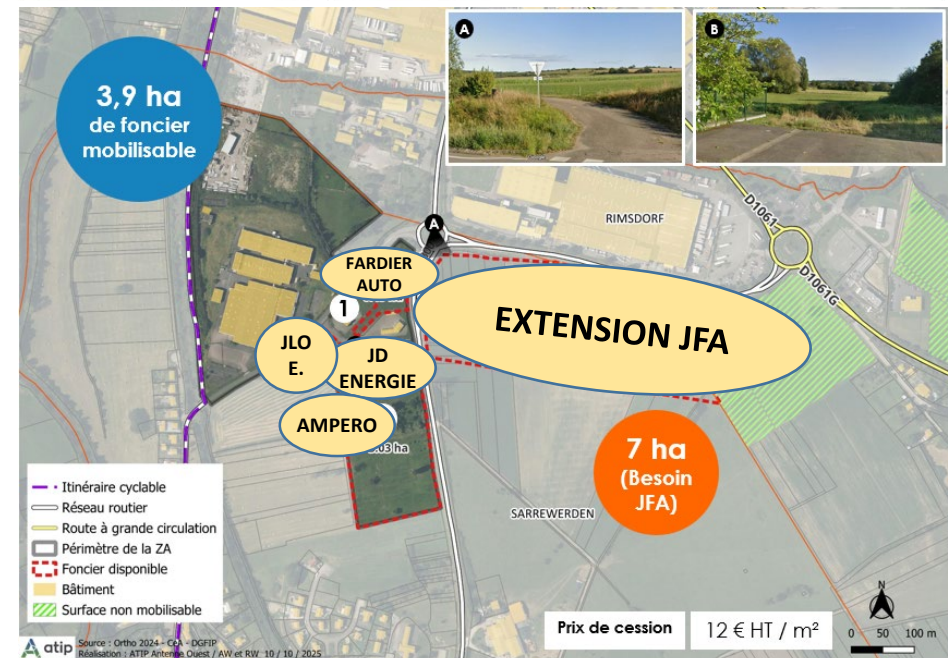 3,9 ha
de foncier
mobilisable
A
B
RIMSDORF
D1061
D1061G
A
FARDIER
AUTO
1
EXTENSION JFA
JLO
E.
JD
ENERGIE
AMPERO
03 ha
7 ha
(Besoin
JFA)
SARREWERDEN
Itinéraire cyclable
Réseau routier
Route à grande circulation
Périmètre de la ZA
Foncier disponible
Bâtiment
Surface non mobilisable
Prix de cession
12 € HT / m²
N
0 50 100 m
atip
Source : Ortho 2024 - CeA - DGFIP
Réalisation : ATIP Antenne Ouest / AW et RW 10 / 10 / 2025